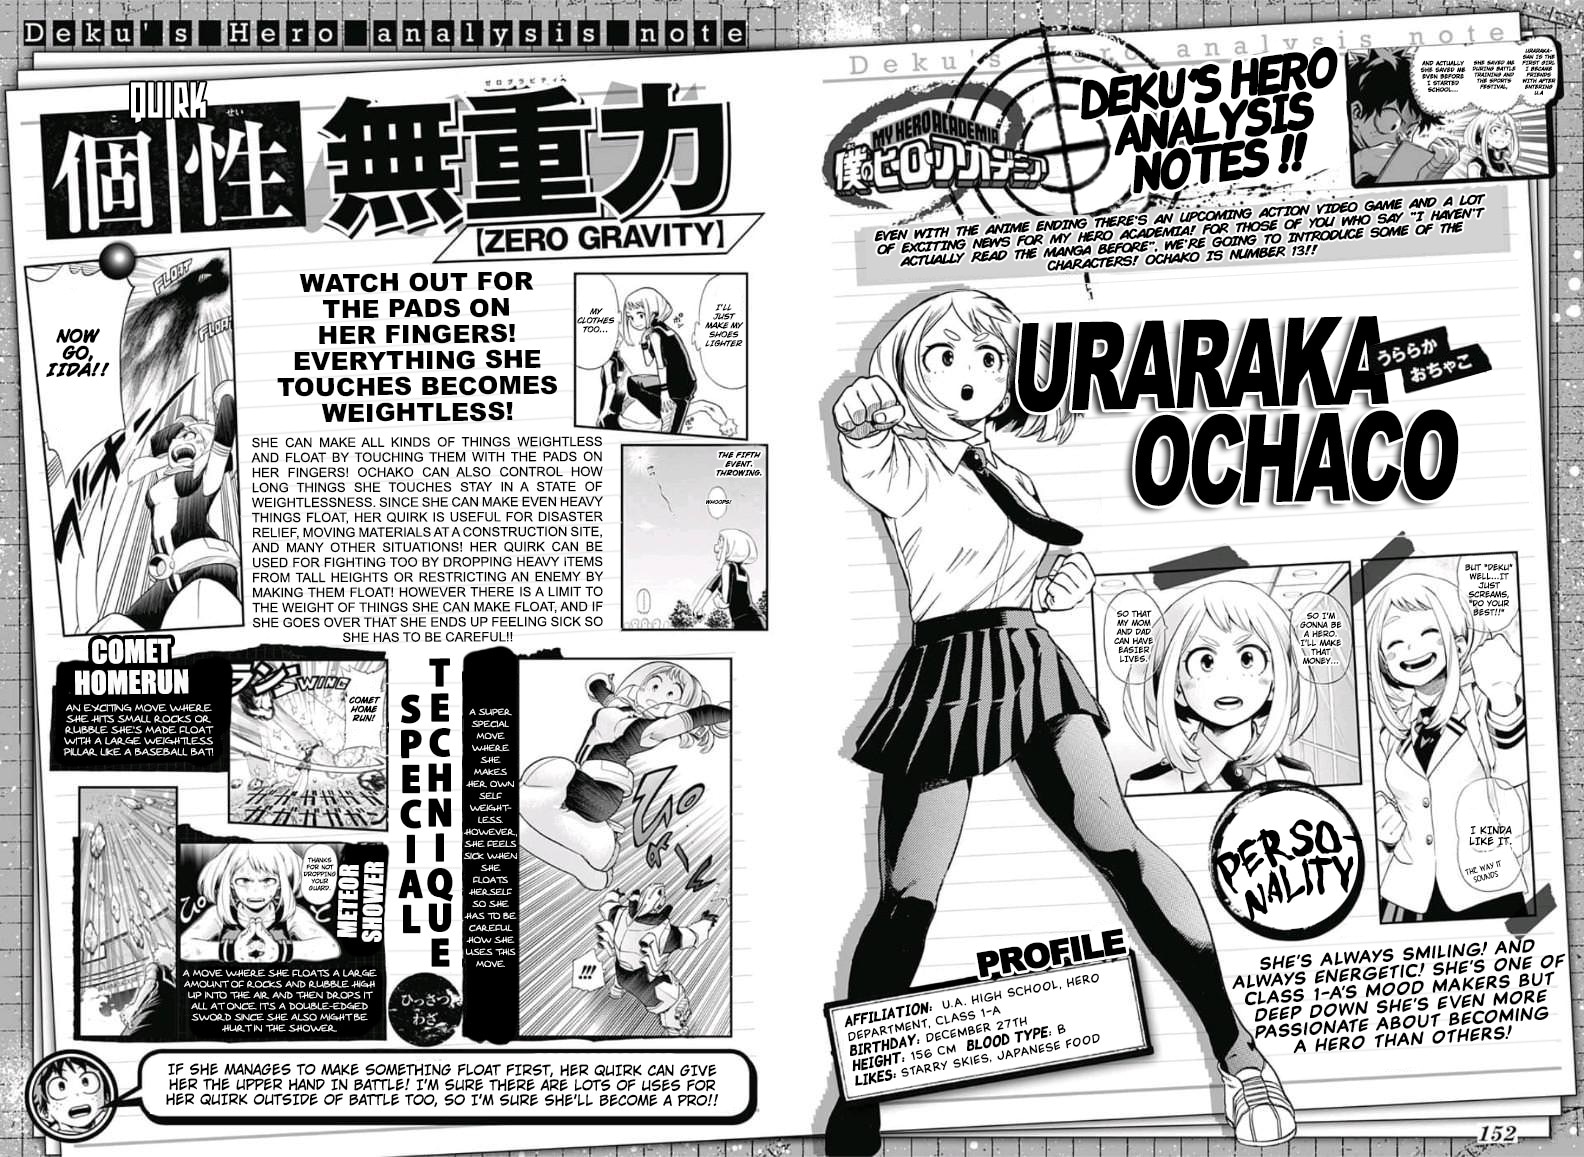 Deku's Hero analysis note
DEKU'S HERO
ANALYSIS
NOTES!!
MY HERO ACADEMIA
僕のヒーローアカデミア
URARAKA-
SAN IS THE
FIRST GIRL
I BECAME
FRIENDS
WITH AFTER
ENTERING
U.A
SHE SAVED ME
DURING BATTLE
TRAINING AND
THE SPORTS
FESTIVAL,
AND ACTUALLY
SHE SAVED ME
EVEN BEFORE
I STARTED
SCHOOL...
EVEN WITH THE ANIME ENDING THERE'S AN UPCOMING ACTION VIDEO GAME AND A LOT
OF EXCITING NEWS FOR MY HERO ACADEMIA! FOR THOSE OF YOU WHO SAY "I HAVEN'T
ACTUALLY READ THE MANGA BEFORE", WE'RE GOING TO INTRODUCE SOME OF THE
CHARACTERS! OCHAKO IS NUMBER 13!!
URARAKA
OCHACO
うららか
おちゃこ
BUT "DEKU"
WELL...IT
JUST
SCREAMS,
"DO YOUR
BEST!!"
I KINDA
LIKE IT.
THE WAY IT
SOUNDS
SO I'M
GONNA BE
A HERO.
I'LL MAKE
THAT
MONEY...
SO THAT
MY MOM
AND DAD
CAN HAVE
EASIER
LIVES.
PERSO-
NALITY
SHE'S ALWAYS SMILING! AND
ALWAYS ENERGETIC! SHE'S ONE OF
CLASS 1-A'S MOOD MAKERS BUT
DEEP DOWN SHE'S EVEN MORE
PASSIONATE ABOUT BECOMING
A HERO THAN OTHERS!
PROFILE
AFFILIATION: U.A. HIGH SCHOOL, HERO
DEPARTMENT, CLASS 1-A
BIRTHDAY: DECEMBER 27TH
HEIGHT: 156 CM BLOOD TYPE: B
LIKES: STARRY SKIES, JAPANESE FOOD
152
Deku's Hero analysis note
QUIRK
こ せい
個性
ゼログラビティ
無重力
【ZERO GRAVITY】
NOW
GO,
IIDA!!
FLOAT
FLOAT
WATCH OUT FOR
THE PADS ON
HER FINGERS!
EVERYTHING SHE
TOUCHES BECOMES
WEIGHTLESS!
I'LL
JUST
MAKE MY
SHOES
LIGHTER
MY
CLOTHES
TOO...
SHE CAN MAKE ALL KINDS OF THINGS WEIGHTLESS
AND FLOAT BY TOUCHING THEM WITH THE PADS ON
HER FINGERS! OCHAKO CAN ALSO CONTROL HOW
LONG THINGS SHE TOUCHES STAY IN A STATE OF
WEIGHTLESSNESS. SINCE SHE CAN MAKE EVEN HEAVY
THINGS FLOAT, HER QUIRK IS USEFUL FOR DISASTER
RELIEF, MOVING MATERIALS AT A CONSTRUCTION SITE,
AND MANY OTHER SITUATIONS! HER QUIRK CAN BE
USED FOR FIGHTING TOO BY DROPPING HEAVY ITEMS
FROM TALL HEIGHTS OR RESTRICTING AN ENEMY BY
MAKING THEM FLOAT! HOWEVER THERE IS A LIMIT TO
THE WEIGHT OF THINGS SHE CAN MAKE FLOAT, AND IF
SHE GOES OVER THAT SHE ENDS UP FEELING SICK SO
SHE HAS TO BE CAREFUL!!
THE FIFTH
EVENT.
THROWING.
WHOOPS!
COMET
HOMERUN
AN EXCITING MOVE WHERE
SHE HITS SMALL ROCKS OR
RUBBLE SHE'S MADE FLOAT
WITH A LARGE WEIGHTLESS
PILLAR LIKE A BASEBALL BAT!
SWING
COMET
HOME
RUN!
SPECIAL
TECHNIQUE
ひっさつ
わざ
A SUPER
SPECIAL
MOVE
WHERE
SHE
MAKES
HER OWN
SELF
WEIGHT-
LESS.
HOWEVER,
SHE FEELS
SICK WHEN
SHE
FLOATS
HERSELF
SO SHE
HAS TO BE
CAREFUL
HOW SHE
USES THIS
MOVE.
!!!
THANKS
FOR NOT
DROPPING
YOUR
GUARD.
METEOR
SHOWER
A MOVE WHERE SHE FLOATS A LARGE
AMOUNT OF ROCKS AND RUBBLE HIGH
UP INTO THE AIR AND THEN DROPS IT
ALL AT ONCE. IT'S A DOUBLE-EDGED
SWORD SINCE SHE ALSO MIGHT BE
HURT IN THE SHOWER.
IF SHE MANAGES TO MAKE SOMETHING FLOAT FIRST, HER QUIRK CAN GIVE
HER THE UPPER HAND IN BATTLE! I'M SURE THERE ARE LOTS OF USES FOR
HER QUIRK OUTSIDE OF BATTLE TOO, SO I'M SURE SHE'LL BECOME A PRO!!